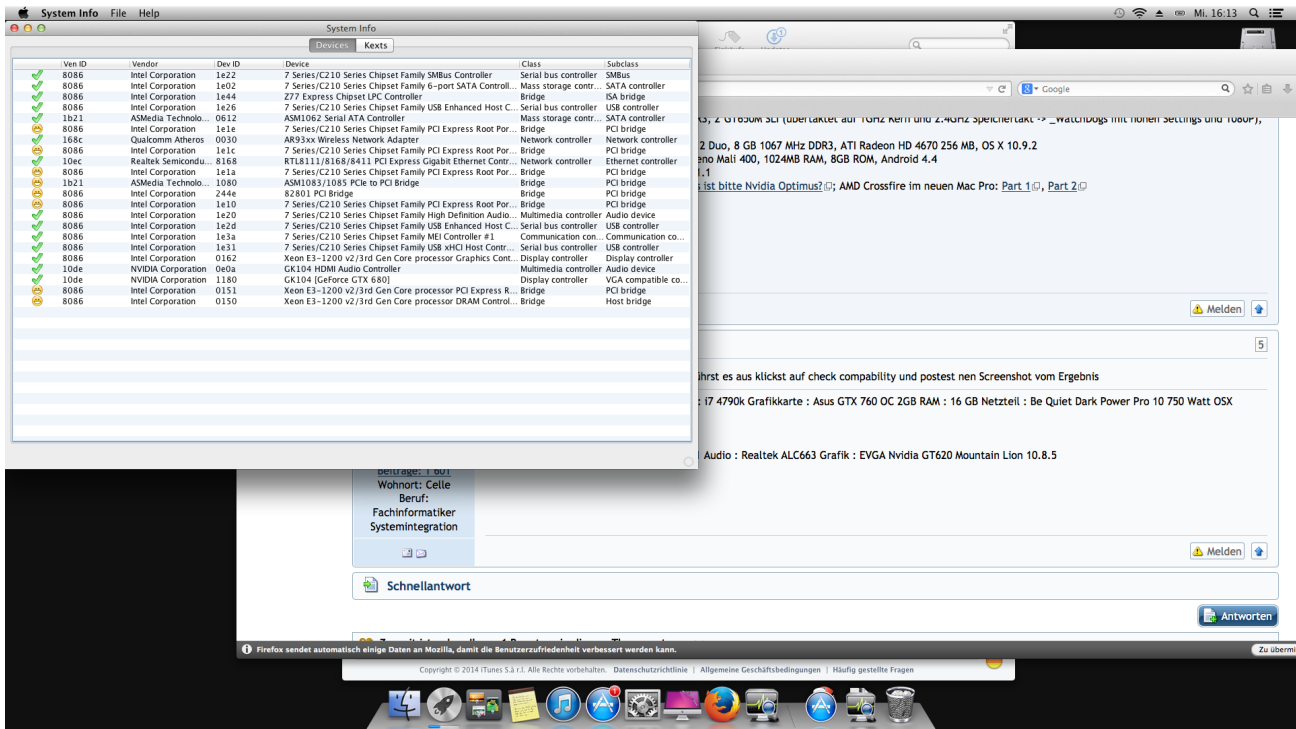 System Info File Help Mi. 16:13
System Info
Devices Kexts
Ven ID Vendor Dev ID Device Class Subclass
8086 Intel Corporation 1e22 7 Series/C210 Series Chipset Family SMBus Controller Serial bus controller SMBus
8086 Intel Corporation 1e02 7 Series/C210 Series Chipset Family 6-port SATA Controll... Mass storage contr... SATA controller
8086 Intel Corporation 1e44 Z77 Express Chipset LPC Controller Bridge ISA bridge
8086 Intel Corporation 1e26 7 Series/C210 Series Chipset Family USB Enhanced Host C... Serial bus controller USB controller
1b21 ASMedia Technolo... 0612 ASM1062 Serial ATA Controller Mass storage contr... SATA controller
8086 Intel Corporation 1e1e 7 Series/C210 Series Chipset Family PCI Express Root Por... Bridge PCI bridge
168c Qualcomm Atheros 0030 AR93xx Wireless Network Adapter Network controller Network controller
8086 Intel Corporation 1e1c 7 Series/C210 Series Chipset Family PCI Express Root Por... Bridge PCI bridge
10ec Realtek Semicondu... 8168 RTL8111/8168/8411 PCI Express Gigabit Ethernet Contr... Network controller Ethernet controller
8086 Intel Corporation 1e1a 7 Series/C210 Series Chipset Family PCI Express Root Por... Bridge PCI bridge
1b21 ASMedia Technolo... 1080 ASM1083/1085 PCIe to PCI Bridge Bridge PCI bridge
8086 Intel Corporation 244e 82801 PCI Bridge Bridge PCI bridge
8086 Intel Corporation 1e10 7 Series/C210 Series Chipset Family PCI Express Root Por... Bridge PCI bridge
8086 Intel Corporation 1e20 7 Series/C210 Series Chipset Family High Definition Audio... Multimedia controller Audio device
8086 Intel Corporation 1e2d 7 Series/C210 Series Chipset Family USB Enhanced Host C... Serial bus controller USB controller
8086 Intel Corporation 1e3a 7 Series/C210 Series Chipset Family MEI Controller #1 Communication con... Communication co...
8086 Intel Corporation 1e31 7 Series/C210 Series Chipset Family USB xHCI Host Contr... Serial bus controller USB controller
8086 Intel Corporation 0162 Xeon E3-1200 v2/3rd Gen Core processor Graphics Cont... Display controller Display controller
10de NVIDIA Corporation 0e0a GK104 HDMI Audio Controller Multimedia controller Audio device
10de NVIDIA Corporation 1180 GK104 [GeForce GTX 680] Display controller VGA compatible co...
8086 Intel Corporation 0151 Xeon E3-1200 v2/3rd Gen Core processor PCI Express R... Bridge PCI bridge
8086 Intel Corporation 0150 Xeon E3-1200 v2/3rd Gen Core processor DRAM Control... Bridge Host bridge
Google
2 GT650M SLI (übertaktet auf 1GHz Kern und 2.4GHz Speichertakt -> _WatchDogs mit hohen Settings und 1080P),
2 Duo, 8 GB 1067 MHz DDR3, ATI Radeon HD 4670 256 MB, OS X 10.9.2
Mali 400, 1024MB RAM, 8GB ROM, Android 4.4
ist bitte Nvidia Optimus?; AMD Crossfire im neuen Mac Pro: Part 1, Part 2
Melden
5
es aus klickst auf check compability und postest nen Screenshot vom Ergebnis
: i7 4790k Grafikkarte : Asus GTX 760 OC 2GB RAM : 16 GB Netzteil : Be Quiet Dark Power Pro 10 750 Watt OSX
Audio : Realtek ALC663 Grafik : EVGA Nvidia GT620 Mountain Lion 10.8.5
Beiträge: 1 601
Wohnort: Celle
Beruf:
Fachinformatiker
Systemintegration
Melden
Schnellantwort
Antworten
Firefox sendet automatisch einige Daten an Mozilla, damit die Benutzerzufriedenheit verbessert werden kann. Zu übermi
Copyright © 2014 iTunes S.à r.l. Alle Rechte vorbehalten. Datenschutzrichtlinie | Allgemeine Geschäftsbedingungen | Häufig gestellte Fragen